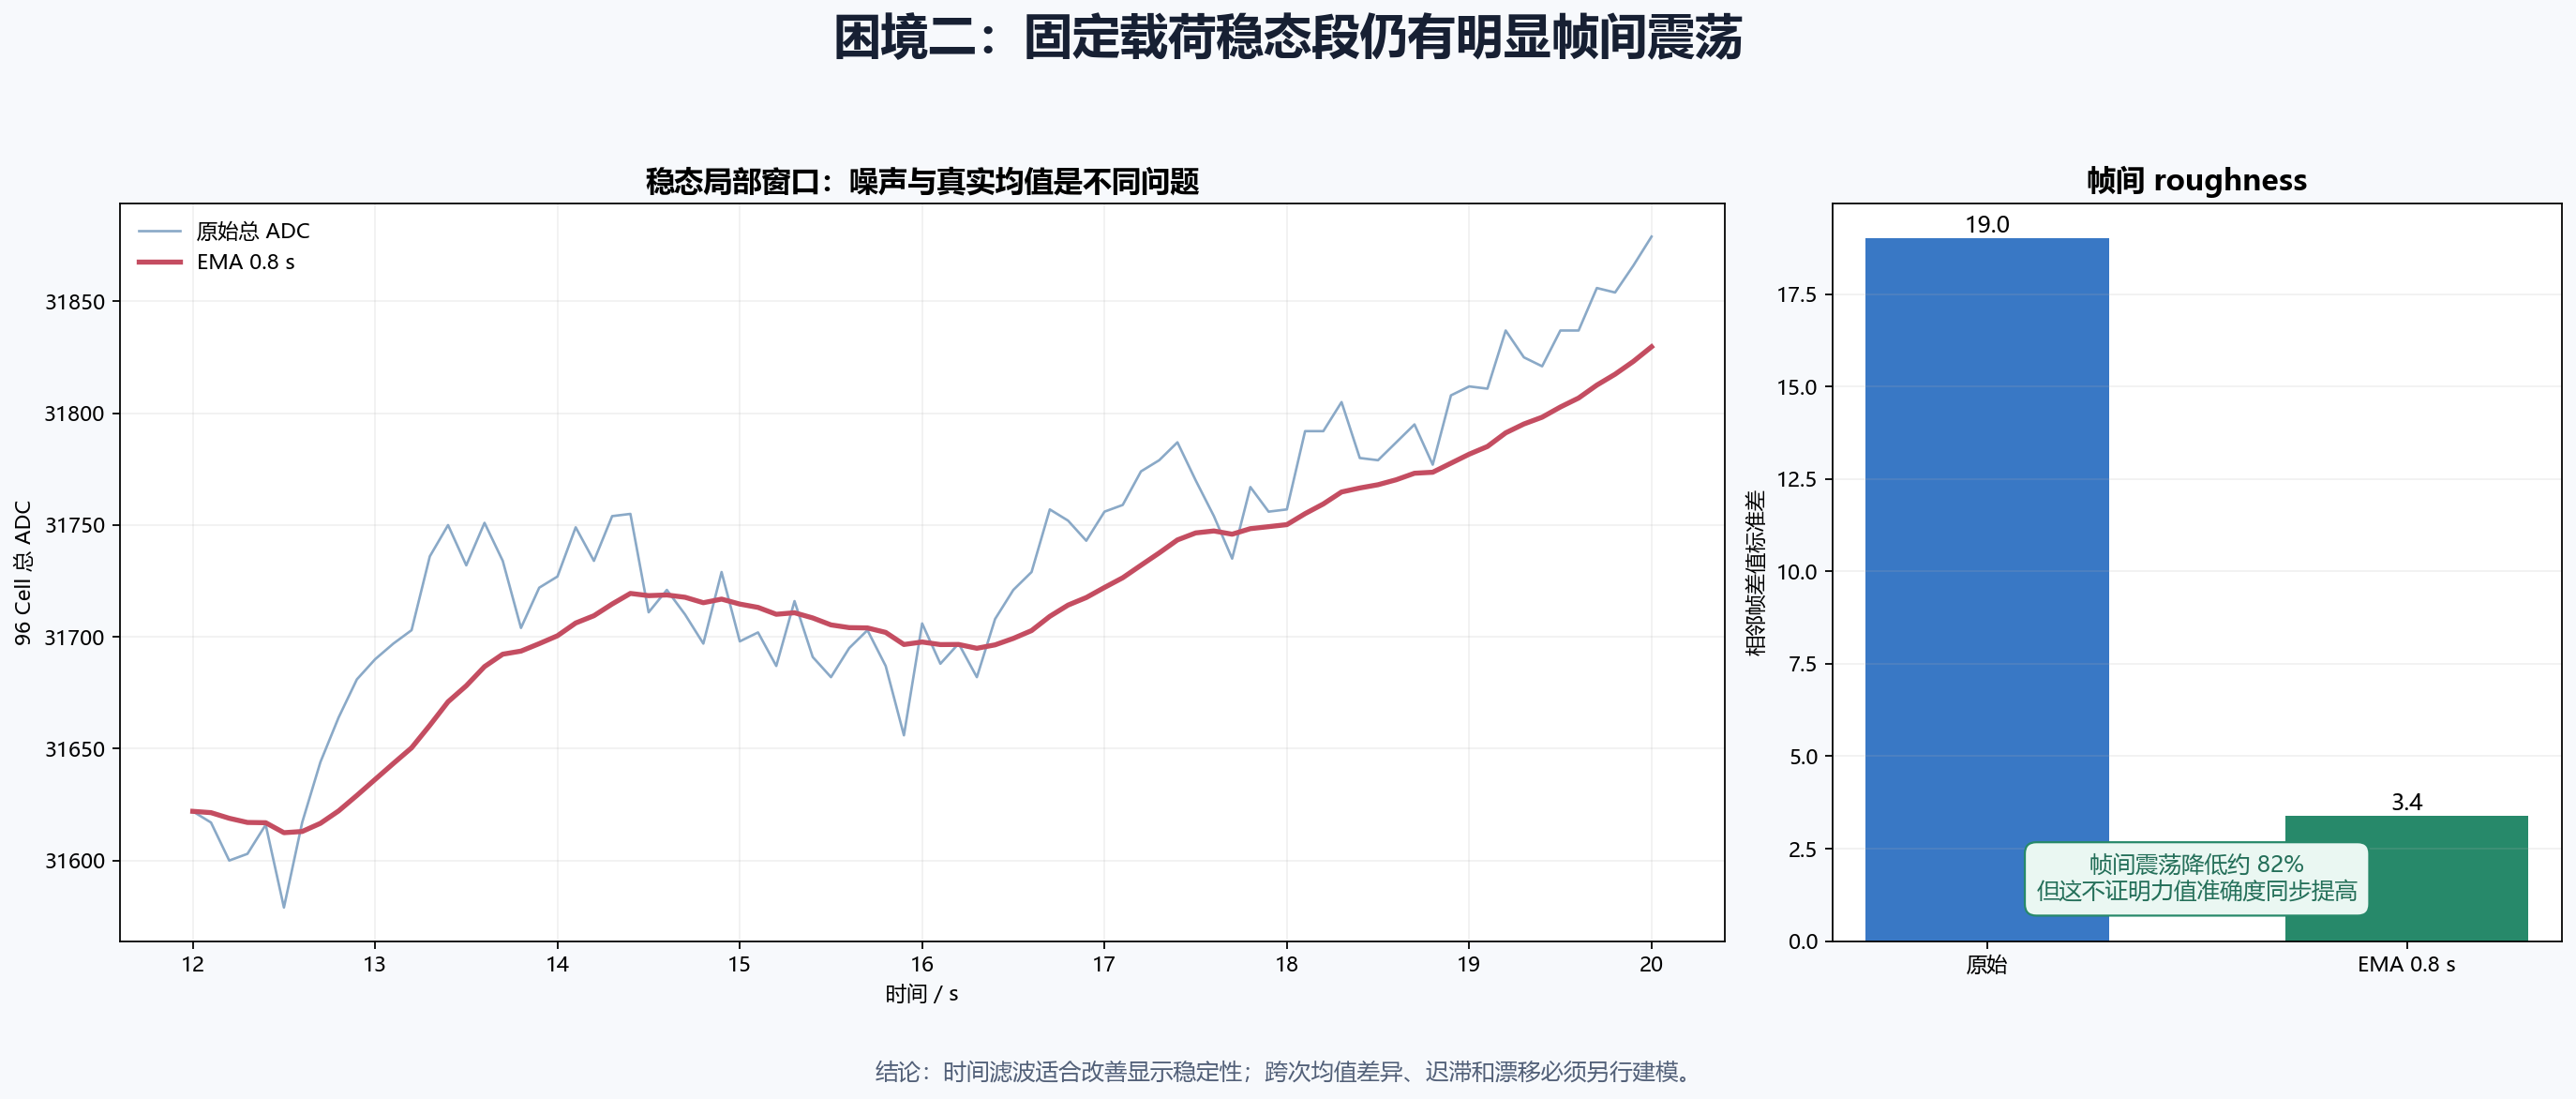 困境二：固定载荷稳态段仍有明显帧间震荡
稳态局部窗口：噪声与真实均值是不同问题
原始总 ADC
EMA 0.8 s
96 Cell 总 ADC
31850
31800
31750
31700
31650
31600
12
13
14
15
16
17
18
19
20
时间 / s
帧间 roughness
相邻帧差值标准差
17.5
15.0
12.5
10.0
7.5
5.0
2.5
0.0
19.0
3.4
帧间震荡降低约 82%
但这不证明力值准确度同步提高
原始
EMA 0.8 s
结论：时间滤波适合改善显示稳定性；跨次均值差异、迟滞和漂移必须另行建模。